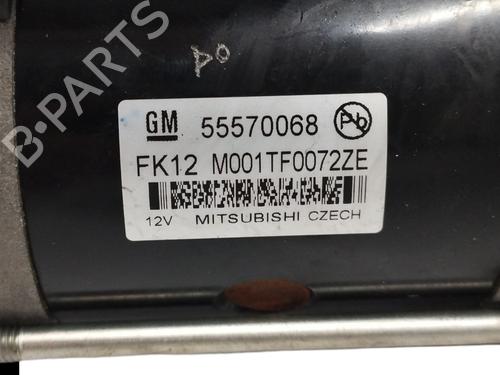 GM 55570068 Pb
FK12 M001TF0072ZE
12V MITSUBISHI CZECH
B-PARTS